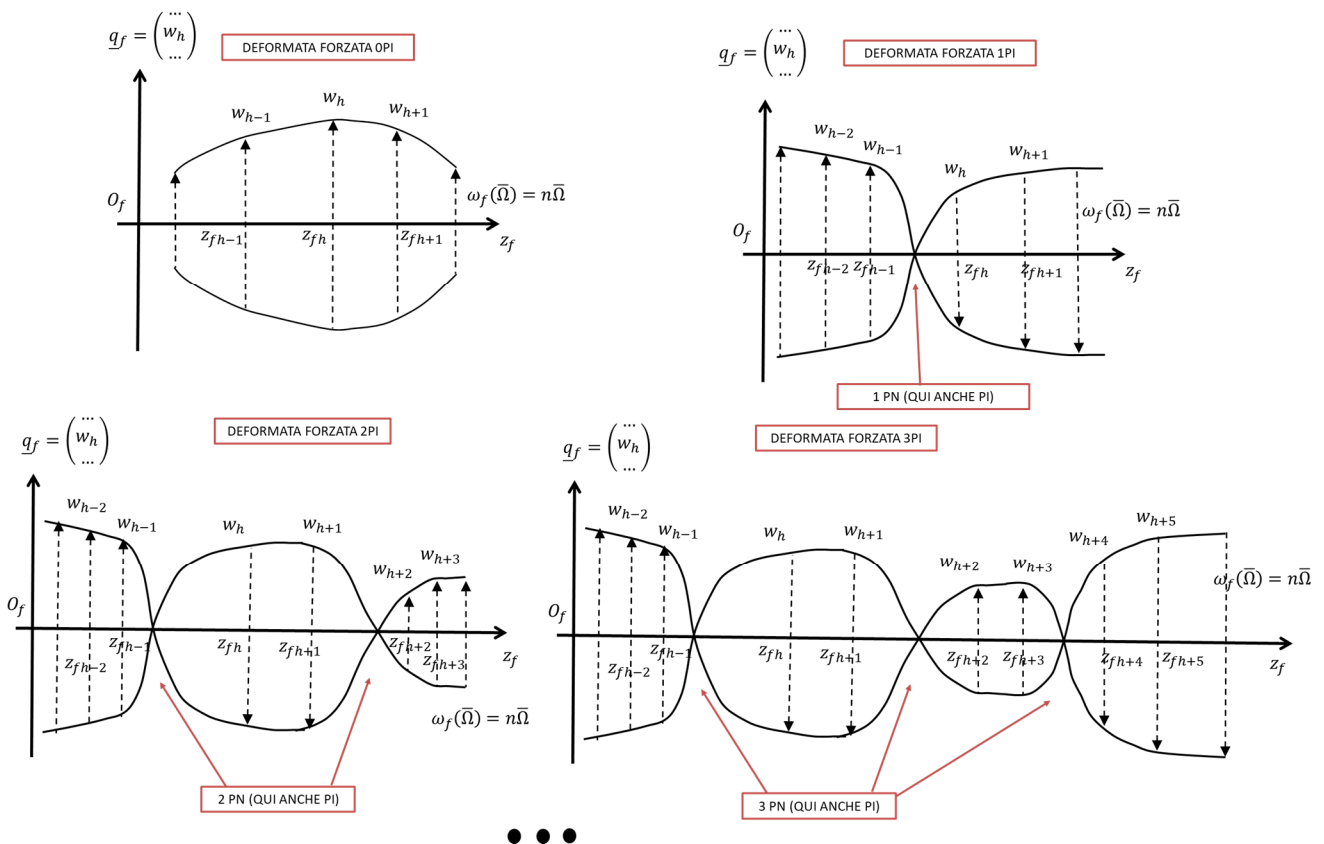 q_f = (... w_h ...)
DEFORMATA FORZATA 0PI
w_{h−1}
w_h
w_{h+1}
O_f
ω_f(Ω̅) = nΩ̅
z_{fh−1}
z_{fh}
z_{fh+1}
z_f
q_f = (... w_h ...)
DEFORMATA FORZATA 1PI
w_{h−2}
w_{h−1}
w_h
w_{h+1}
O_f
ω_f(Ω̅) = nΩ̅
z_{fh−2}
z_{fh−1}
z_{fh}
z_{fh+1}
z_f
1 PN (QUI ANCHE PI)
q_f = (... w_h ...)
DEFORMATA FORZATA 2PI
w_{h−2}
w_{h−1}
w_h
w_{h+1}
w_{h+2}
w_{h+3}
O_f
z_{fh−2}
z_{fh−1}
z_{fh}
z_{fh+1}
z_{fh+2}
z_{fh+3}
z_f
ω_f(Ω̅) = nΩ̅
2 PN (QUI ANCHE PI)
q_f = (... w_h ...)
DEFORMATA FORZATA 3PI
w_{h−2}
w_{h−1}
w_h
w_{h+1}
w_{h+2}
w_{h+3}
w_{h+4}
w_{h+5}
O_f
ω_f(Ω̅) = nΩ̅
z_{fh−2}
z_{fh−1}
z_{fh}
z_{fh+1}
z_{fh+2}
z_{fh+3}
z_{fh+4}
z_{fh+5}
z_f
3 PN (QUI ANCHE PI)
...